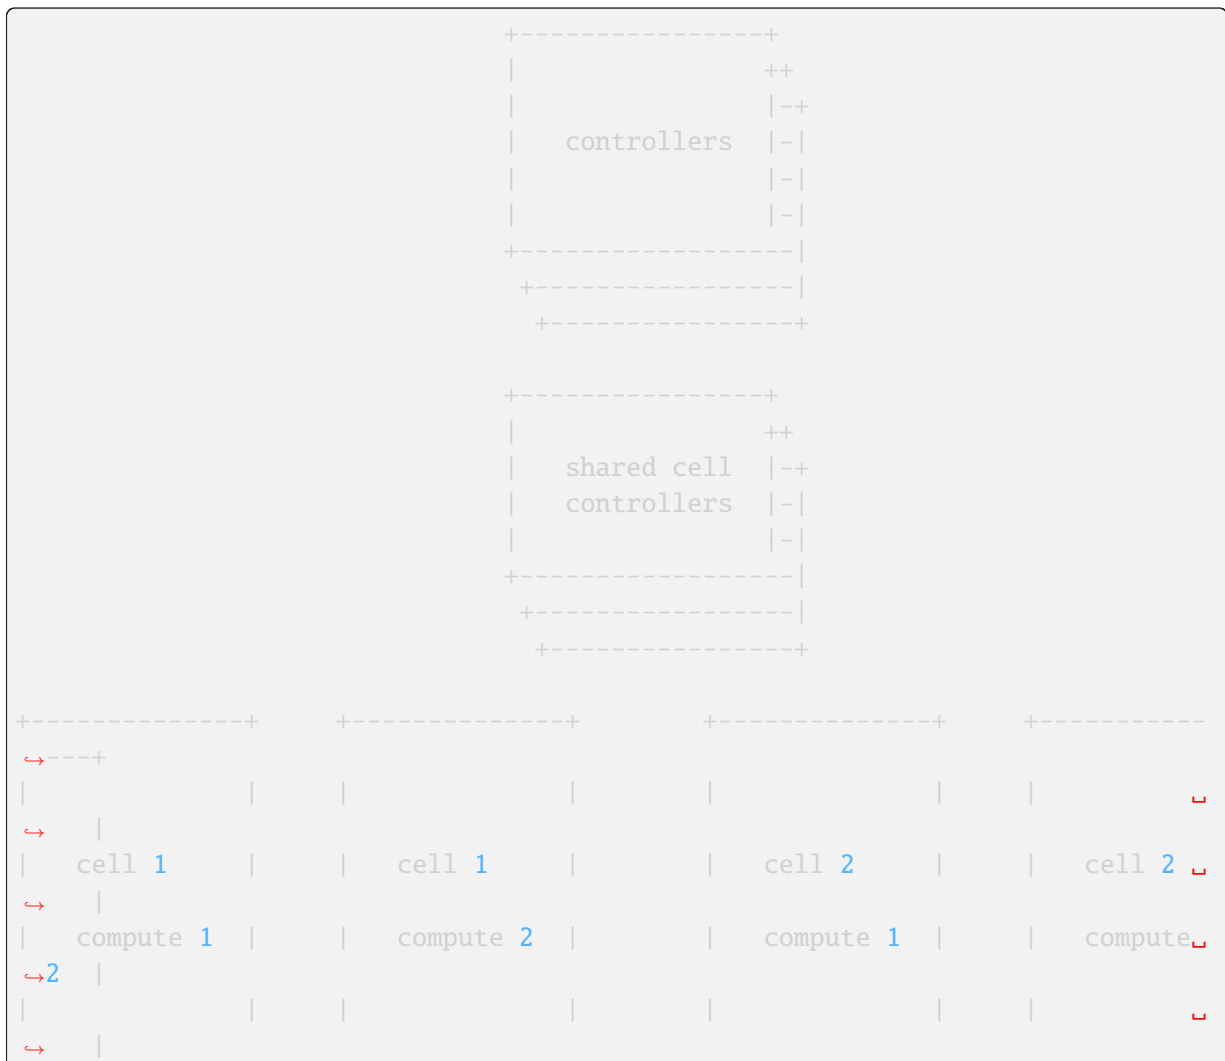 +----------------+
|                ++
|                |-+
|   controllers  |-|
|                |-|
|                |-|
+------------------|
 +-----------------|
  +----------------+
+----------------+
|                ++
|   shared cell  |-+
|   controllers  |-|
|                |-|
+------------------|
 +-----------------|
  +----------------+
+--------------+     +--------------+        +--------------+     +-----------
↪----+
|              |     |              |        |              |     |          ␣
↪   |
|   cell 1     |     |   cell 1     |        |   cell 2     |     |   cell 2 ␣
↪   |
|   compute 1  |     |   compute 2  |        |   compute 1  |     |   compute␣
↪2  |
|              |     |              |        |              |     |          ␣
↪   |